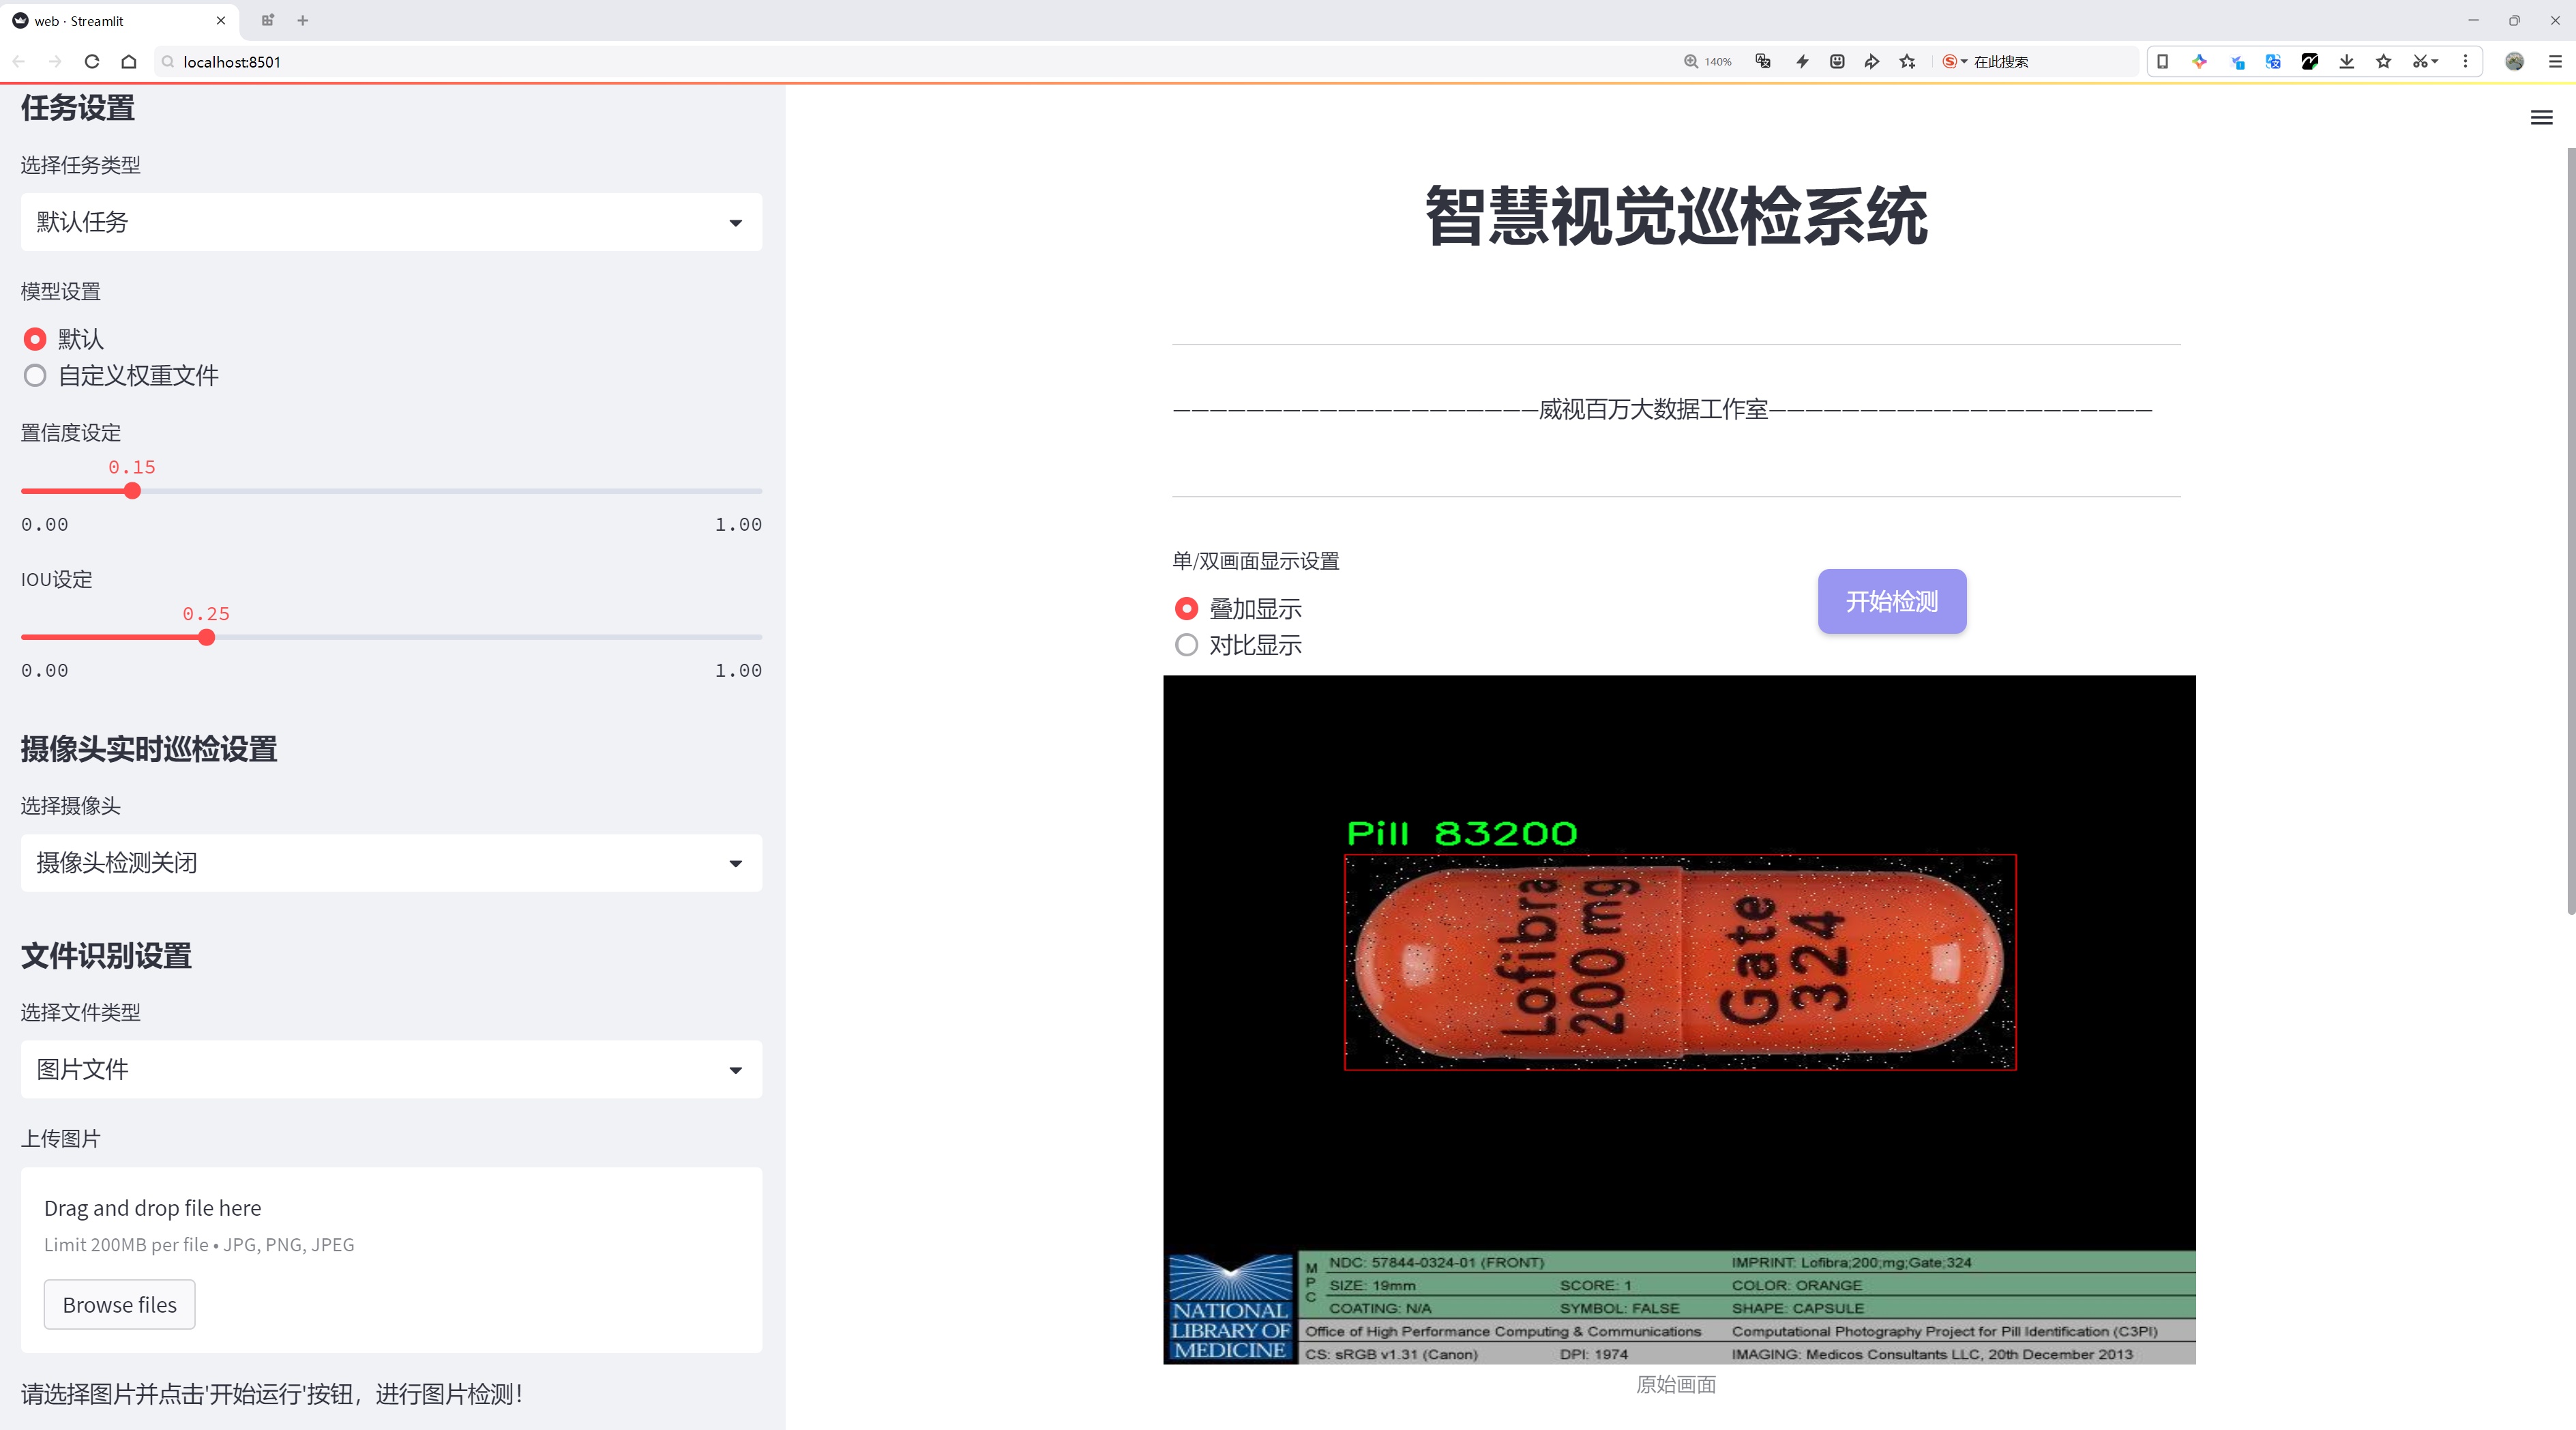 web · Streamlit
localhost:8501
140%
在此搜索
任务设置
选择任务类型
默认任务
模型设置
默认
自定义权重文件
置信度设定
0.15
0.00
1.00
IOU设定
0.25
0.00
1.00
摄像头实时巡检设置
选择摄像头
摄像头检测关闭
文件识别设置
选择文件类型
图片文件
上传图片
Drag and drop file here
Limit 200MB per file • JPG, PNG, JPEG
Browse files
请选择图片并点击'开始运行'按钮，进行图片检测！
智慧视觉巡检系统
————————————————————威视百万大数据工作室—————————————————————
单/双画面显示设置
叠加显示
对比显示
开始检测
Pill 83200
Lofibra
200 mg
Gate
324
NATIONAL
LIBRARY OF
MEDICINE
MPC
NDC: 57844-0324-01 (FRONT)
IMPRINT: Lofibra;200;mg;Gate;324
SIZE: 19mm
SCORE: 1
COLOR: ORANGE
COATING: N/A
SYMBOL: FALSE
SHAPE: CAPSULE
Office of High Performance Computing & Communications
Computational Photography Project for Pill Identification (C3PI)
CS: sRGB v1.31 (Canon)
DPI: 1974
IMAGING: Medicos Consultants LLC, 20th December 2013
原始画面